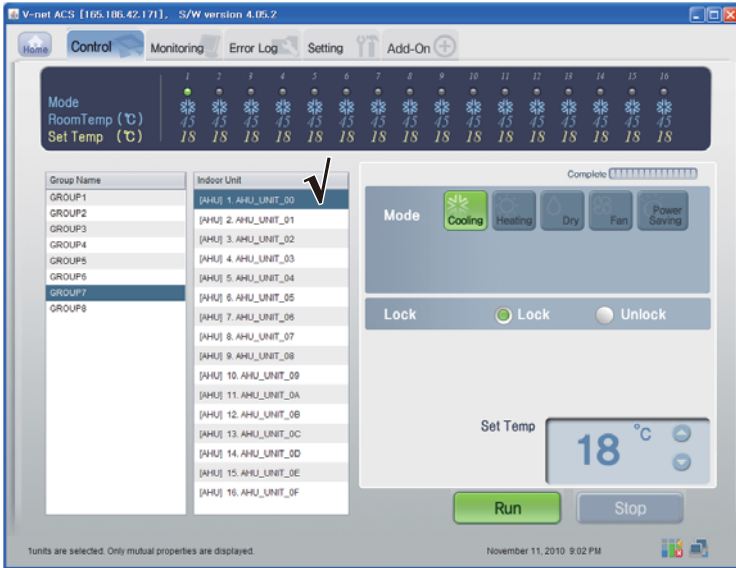 V-net ACS [165.186.42.171], S/W version 4.05.2
Home Control Monitoring Error Log Setting Add-On
1 2 3 4 5 6 7 8 9 10 11 12 13 14 15 16
Mode
RoomTemp (℃) 45 45 45 45 45 45 45 45 45 45 45 45 45 45 45 45
Set Temp (℃) 18 18 18 18 18 18 18 18 18 18 18 18 18 18 18 18
Complete
Group Name
GROUP1
GROUP2
GROUP3
GROUP4
GROUP5
GROUP6
GROUP7
GROUP8
Indoor Unit
[AHU] 1. AHU_UNIT_00
[AHU] 2. AHU_UNIT_01
[AHU] 3. AHU_UNIT_02
[AHU] 4. AHU_UNIT_03
[AHU] 5. AHU_UNIT_04
[AHU] 6. AHU_UNIT_05
[AHU] 7. AHU_UNIT_06
[AHU] 8. AHU_UNIT_07
[AHU] 9. AHU_UNIT_08
[AHU] 10. AHU_UNIT_09
[AHU] 11. AHU_UNIT_0A
[AHU] 12. AHU_UNIT_0B
[AHU] 13. AHU_UNIT_0C
[AHU] 14. AHU_UNIT_0D
[AHU] 15. AHU_UNIT_0E
[AHU] 16. AHU_UNIT_0F
Mode Cooling Heating Dry Fan Power Saving
Lock Lock Unlock
Set Temp 18 °C
Run Stop
1units are selected. Only mutual properties are displayed.
November 11, 2010 9:02 PM